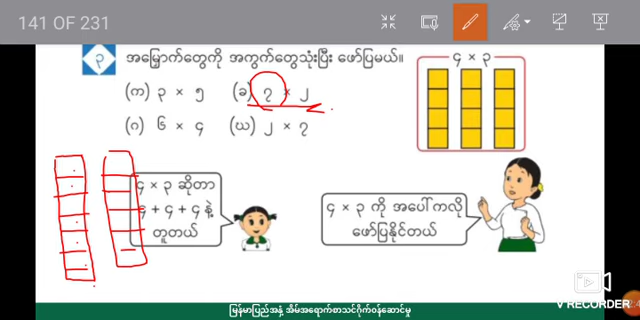 141 OF 231
၃ အမြှောက်တွေကို အကွက်တွေသုံးပြီး ဖော်ပြမယ်။
(က) ၃ × ၅ (ခ) ၇ × ၂
(ဂ) ၆ × ၄ (ဃ) ၂ × ၇
၄ × ၃
၄ × ၃ ဆိုတာ
၄ + ၄ + ၄ နဲ့
တူတယ်
၄ × ၃ ကို အပေါ်ကလို
ဖော်ပြနိုင်တယ်
V RECORDER
မြန်မာပြည်အနှံ့ အိမ်အရောက်စာသင်ဂိုက်ဝန်ဆောင်မှု